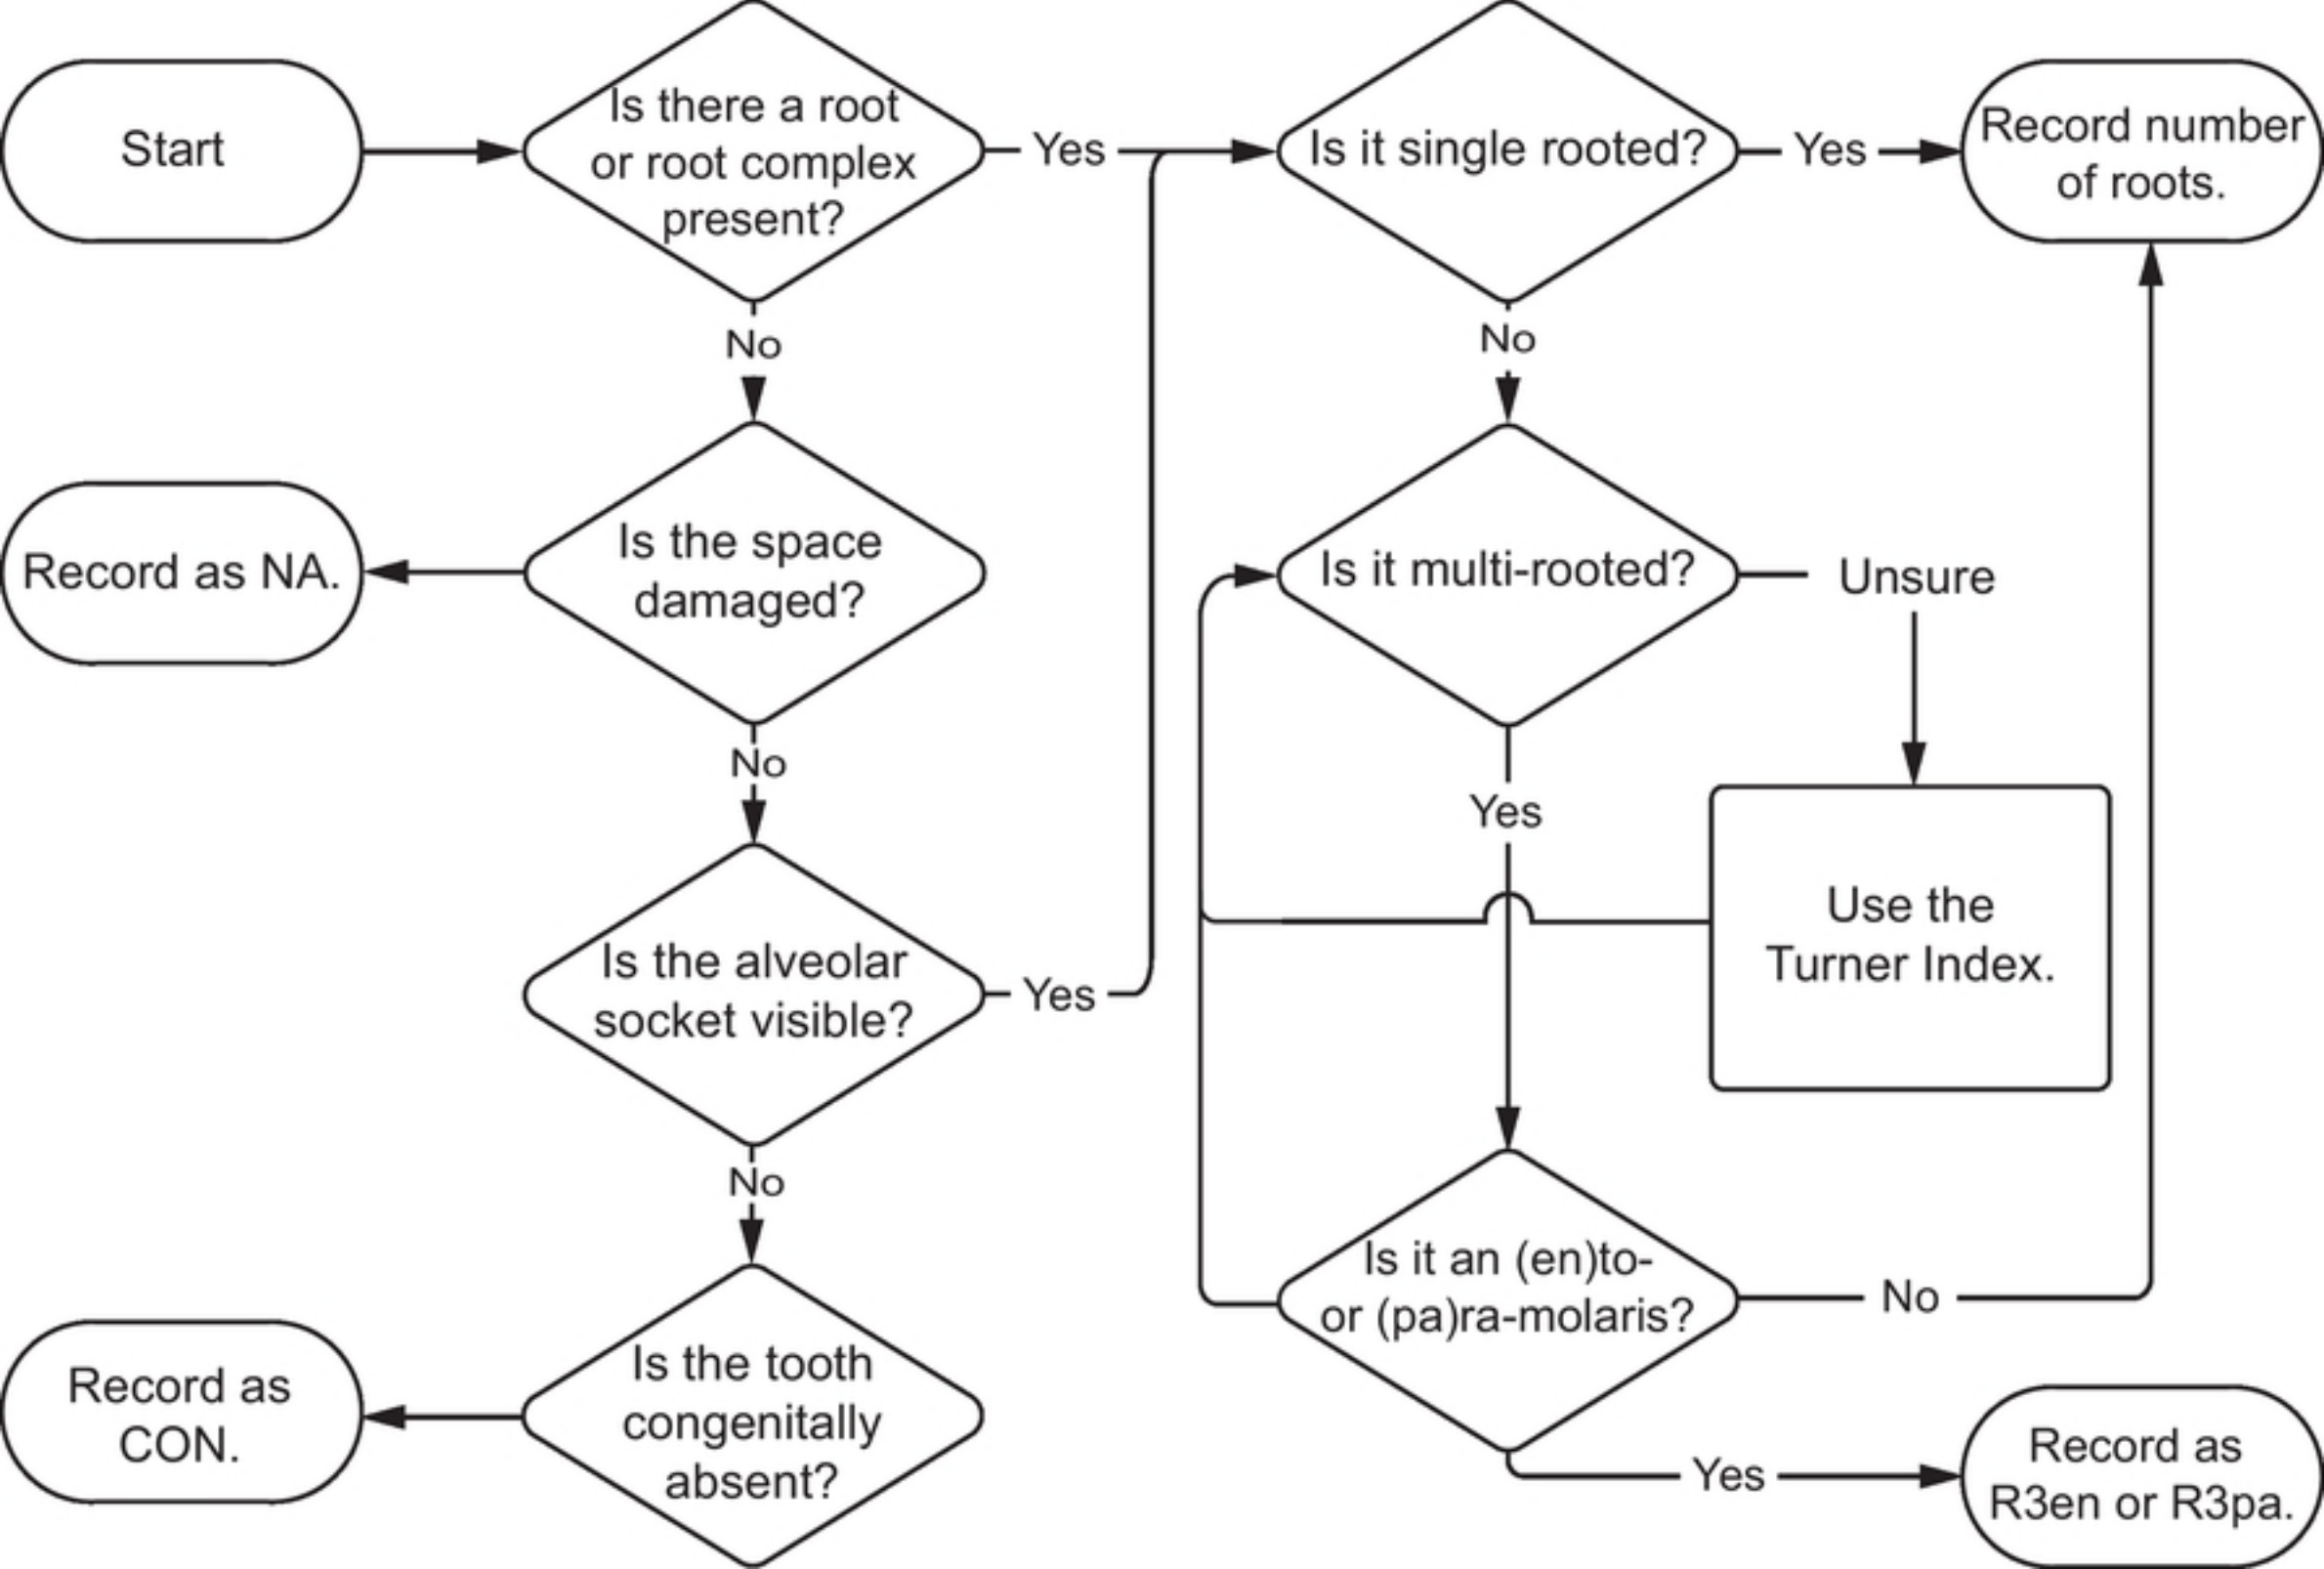 Start
Is there a root
or root complex
present?
Yes
Is it single rooted?
Yes
Record number
of roots.
No
No
Record as NA.
Is the space
damaged?
Is it multi-rooted?
Unsure
No
Yes
Use the
Turner Index.
Is the alveolar
socket visible?
Yes
No
Is it an (en)to-
or (pa)ra-molaris?
No
Record as
CON.
Is the tooth
congenitally
absent?
Yes
Record as
R3en or R3pa.